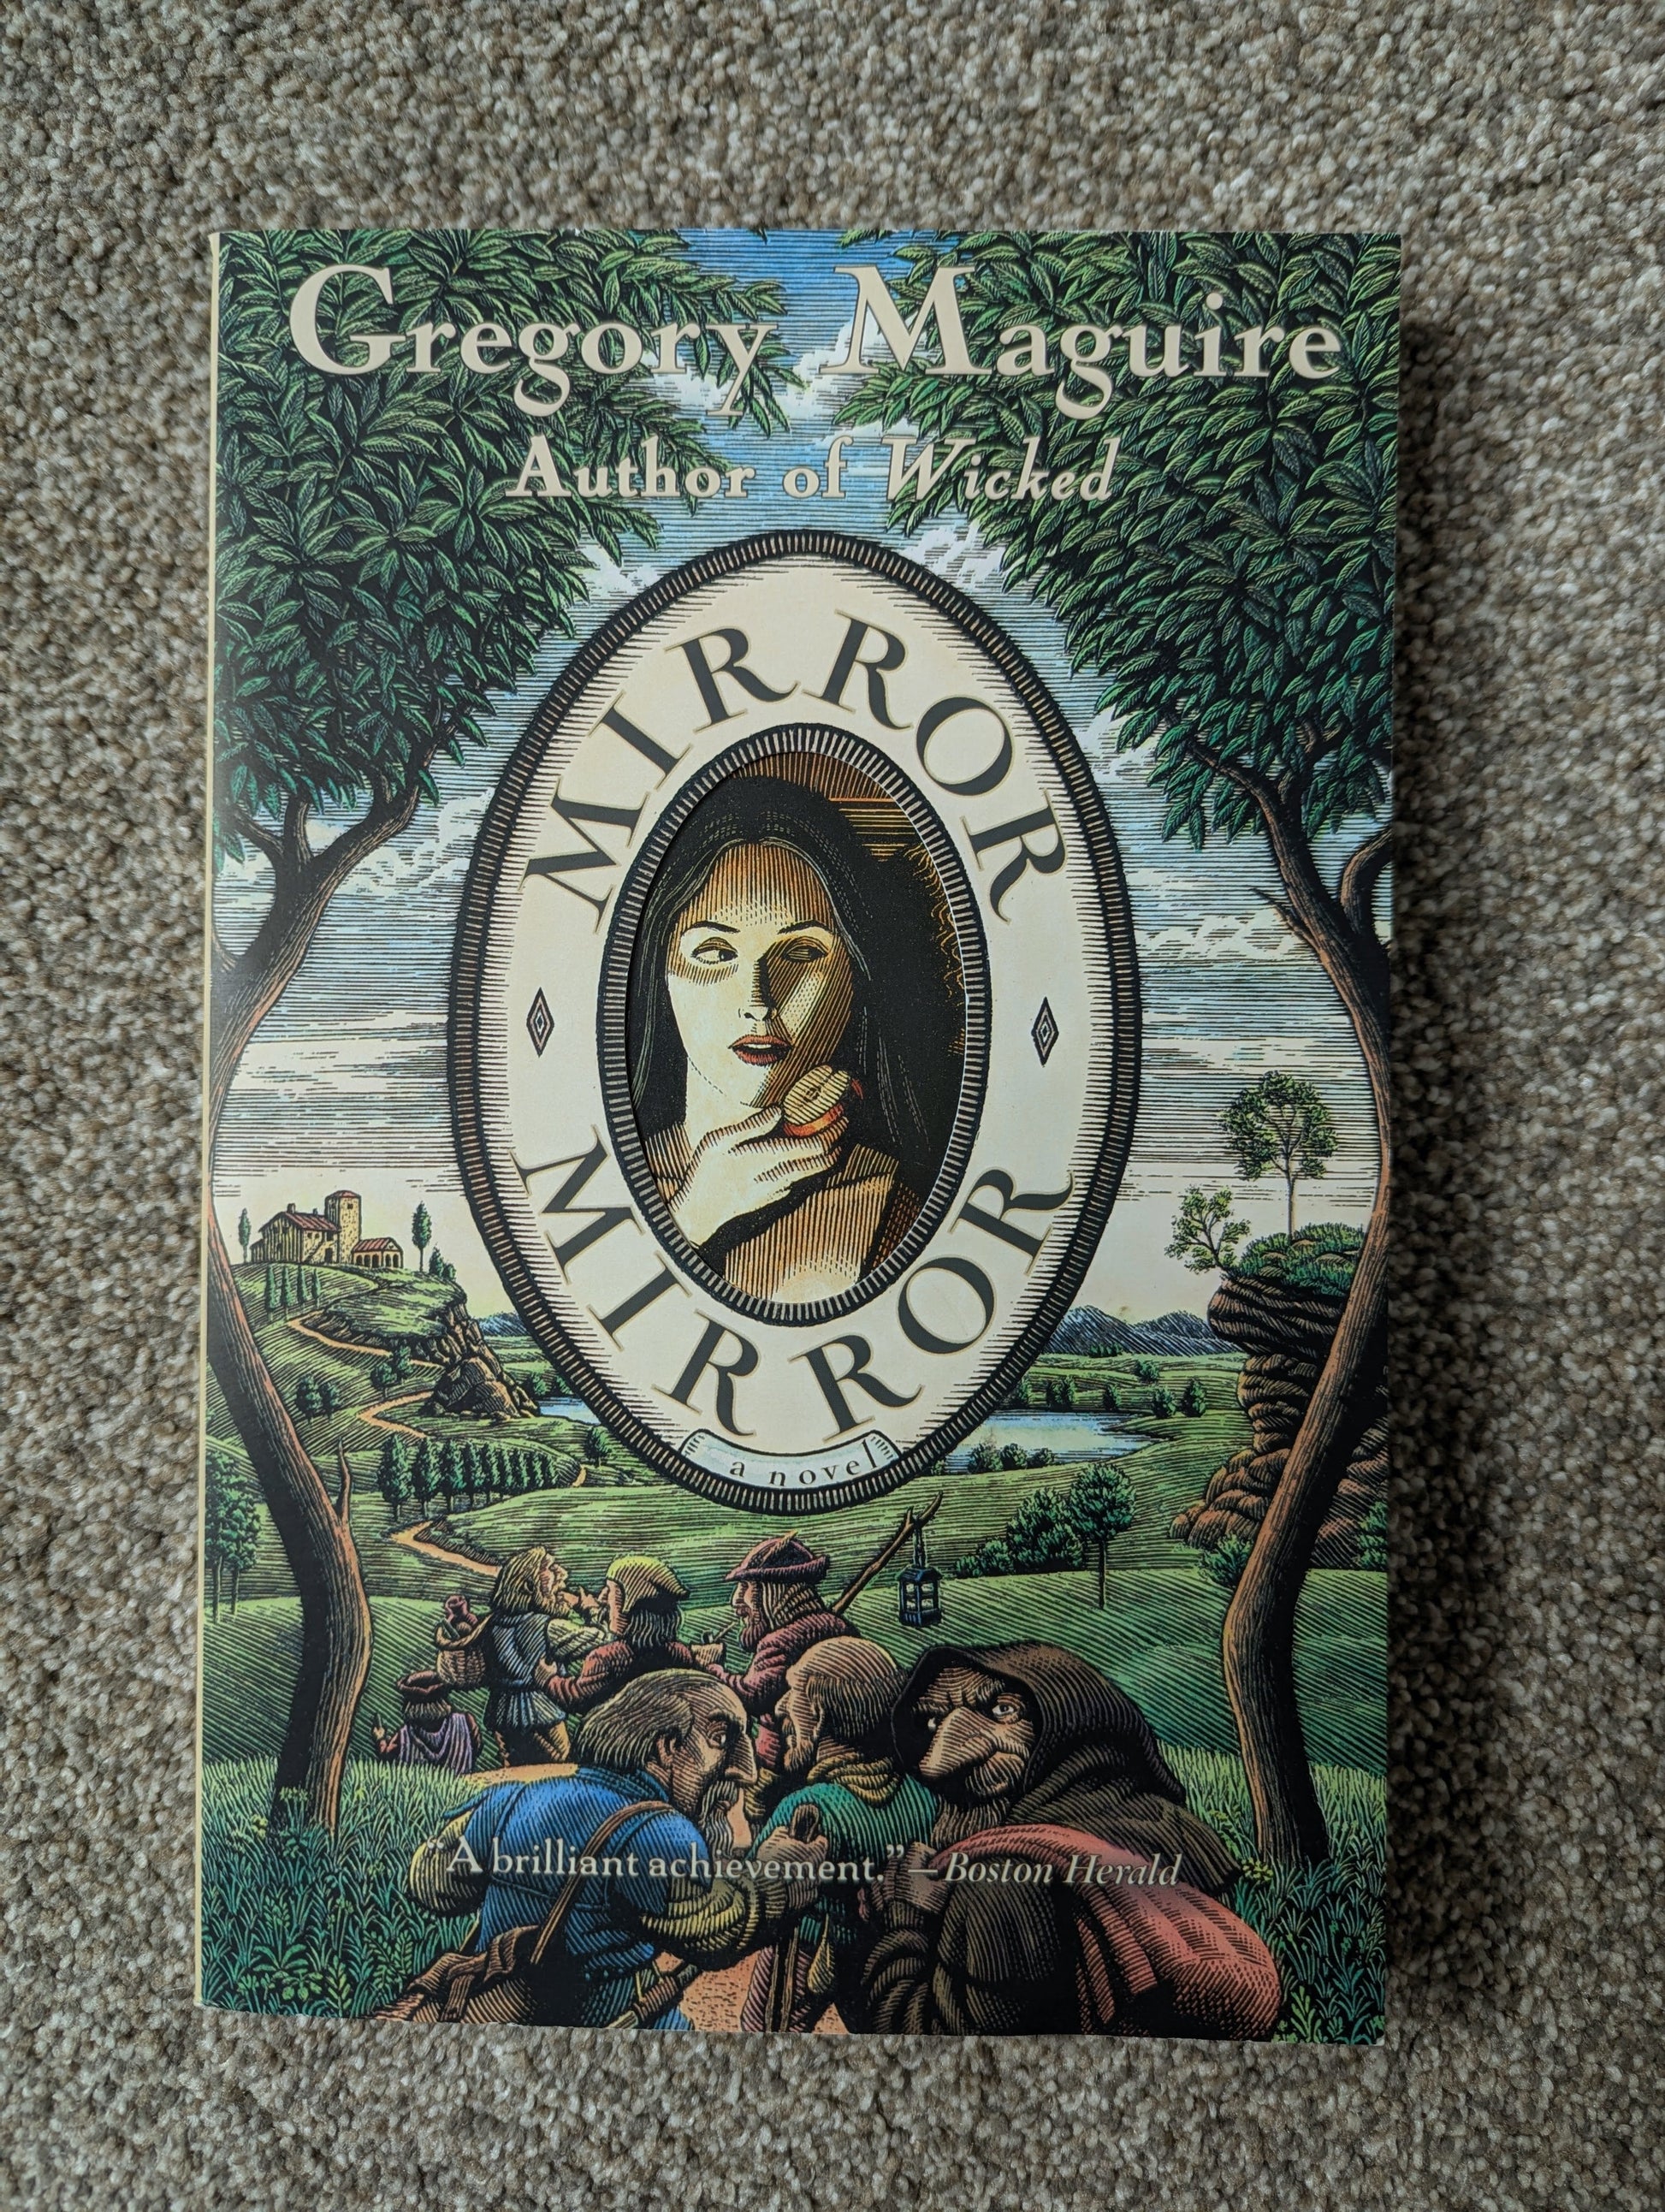 Gregory Maguire
Author of Wicked
MIRROR
MIRROR
a novel
“A brilliant achievement.”—Boston Herald